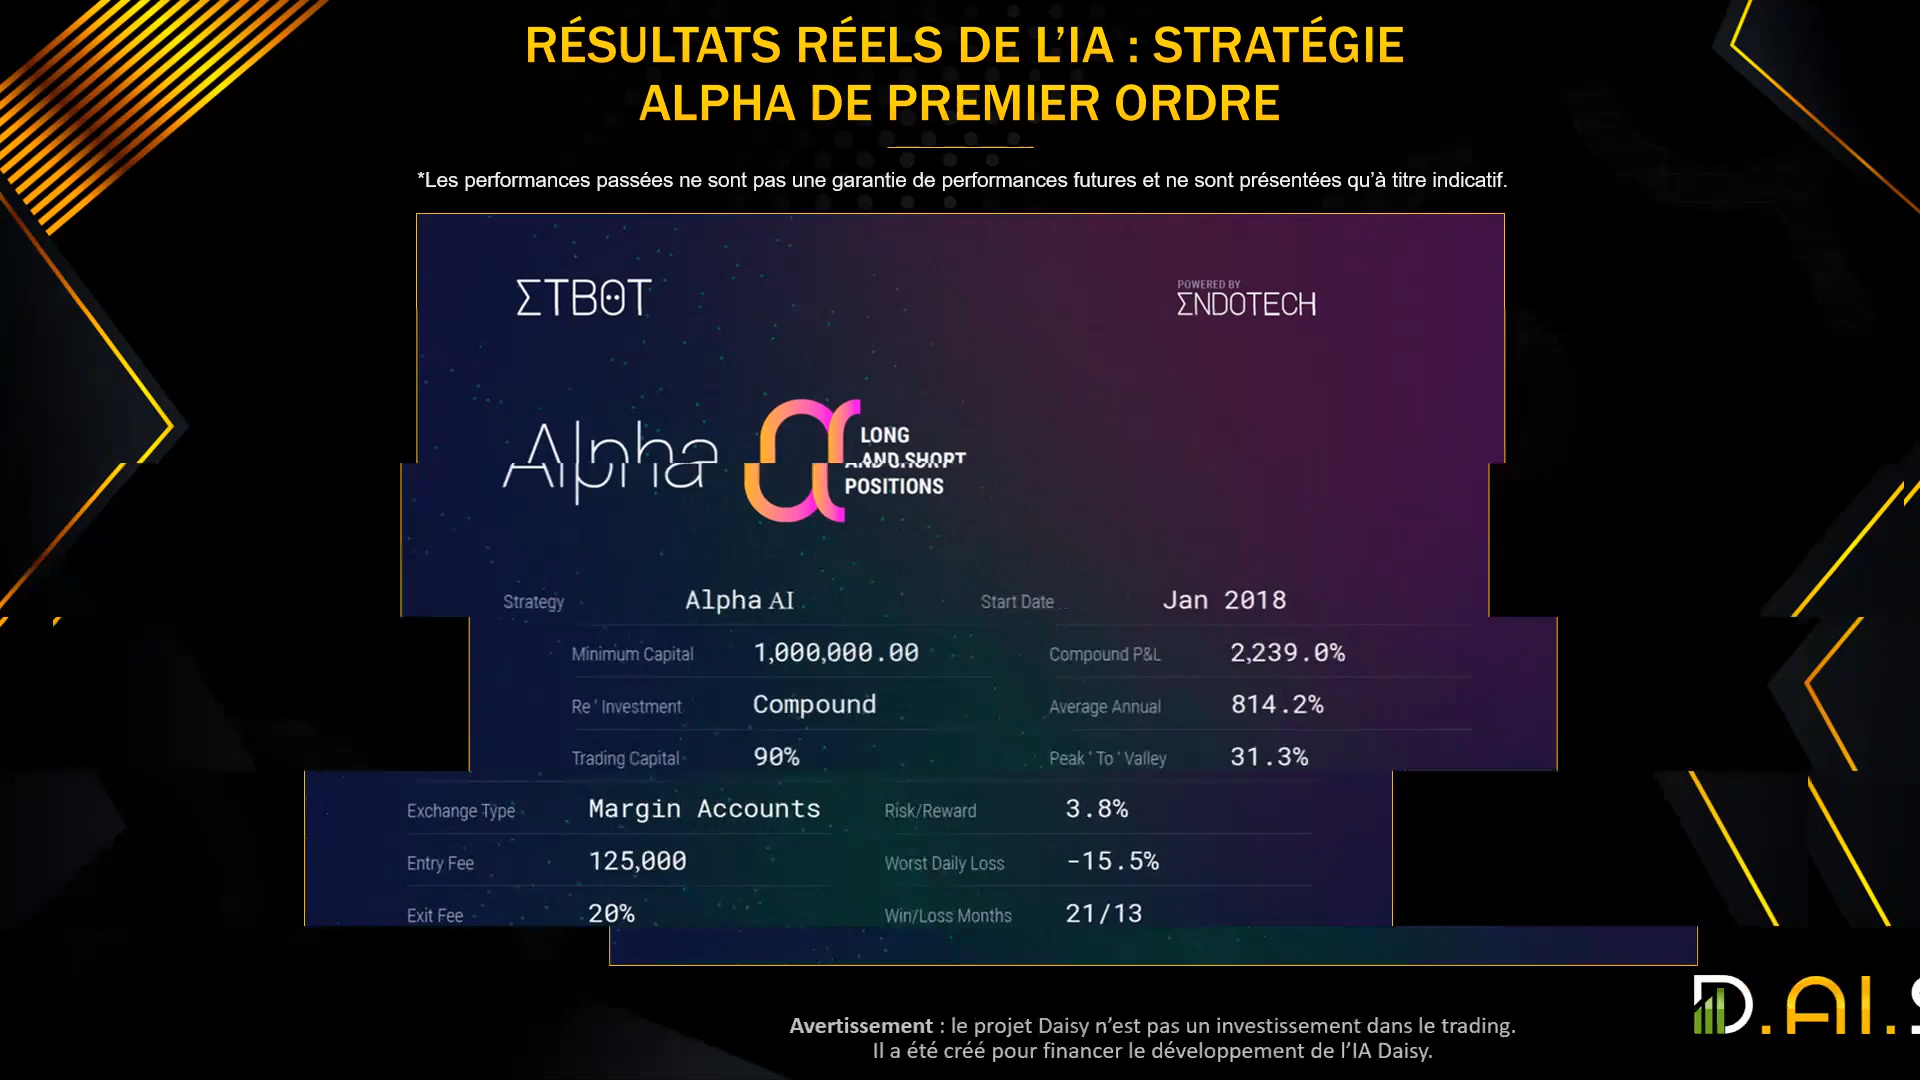 RÉSULTATS RÉELS DE L’IA : STRATÉGIE
ALPHA DE PREMIER ORDRE
*Les performances passées ne sont pas une garantie de performances futures et ne sont présentées qu’à titre indicatif.
ΣTBOT
POWERED BY
ΣNDOTECH
Alpha
LONG
AND SHORT
POSITIONS
Strategy Alpha AI Start Date Jan 2018
Minimum Capital 1,000,000.00 Compound P&L 2,239.0%
Re ' Investment Compound Average Annual 814.2%
Trading Capital 90% Peak ' To ' Valley 31.3%
Exchange Type Margin Accounts Risk/Reward 3.8%
Entry Fee 125,000 Worst Daily Loss -15.5%
Exit Fee 20% Win/Loss Months 21/13
D.AI.S
Avertissement : le projet Daisy n’est pas un investissement dans le trading.
Il a été créé pour financer le développement de l’IA Daisy.